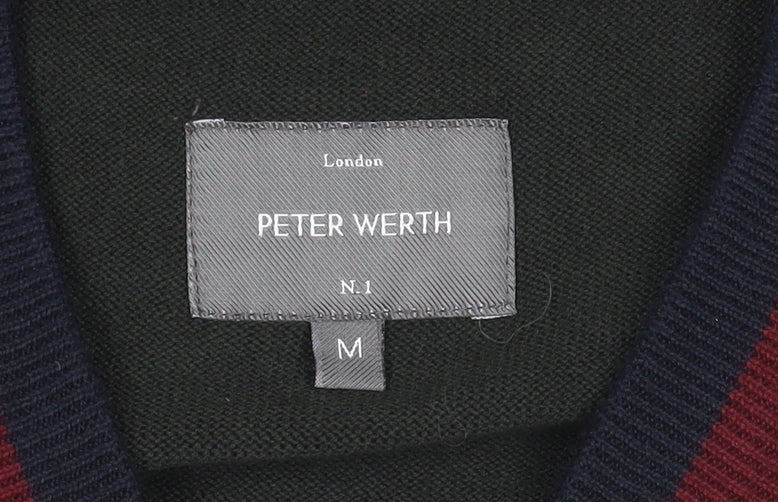 London
PETER WERTH
N.1
M